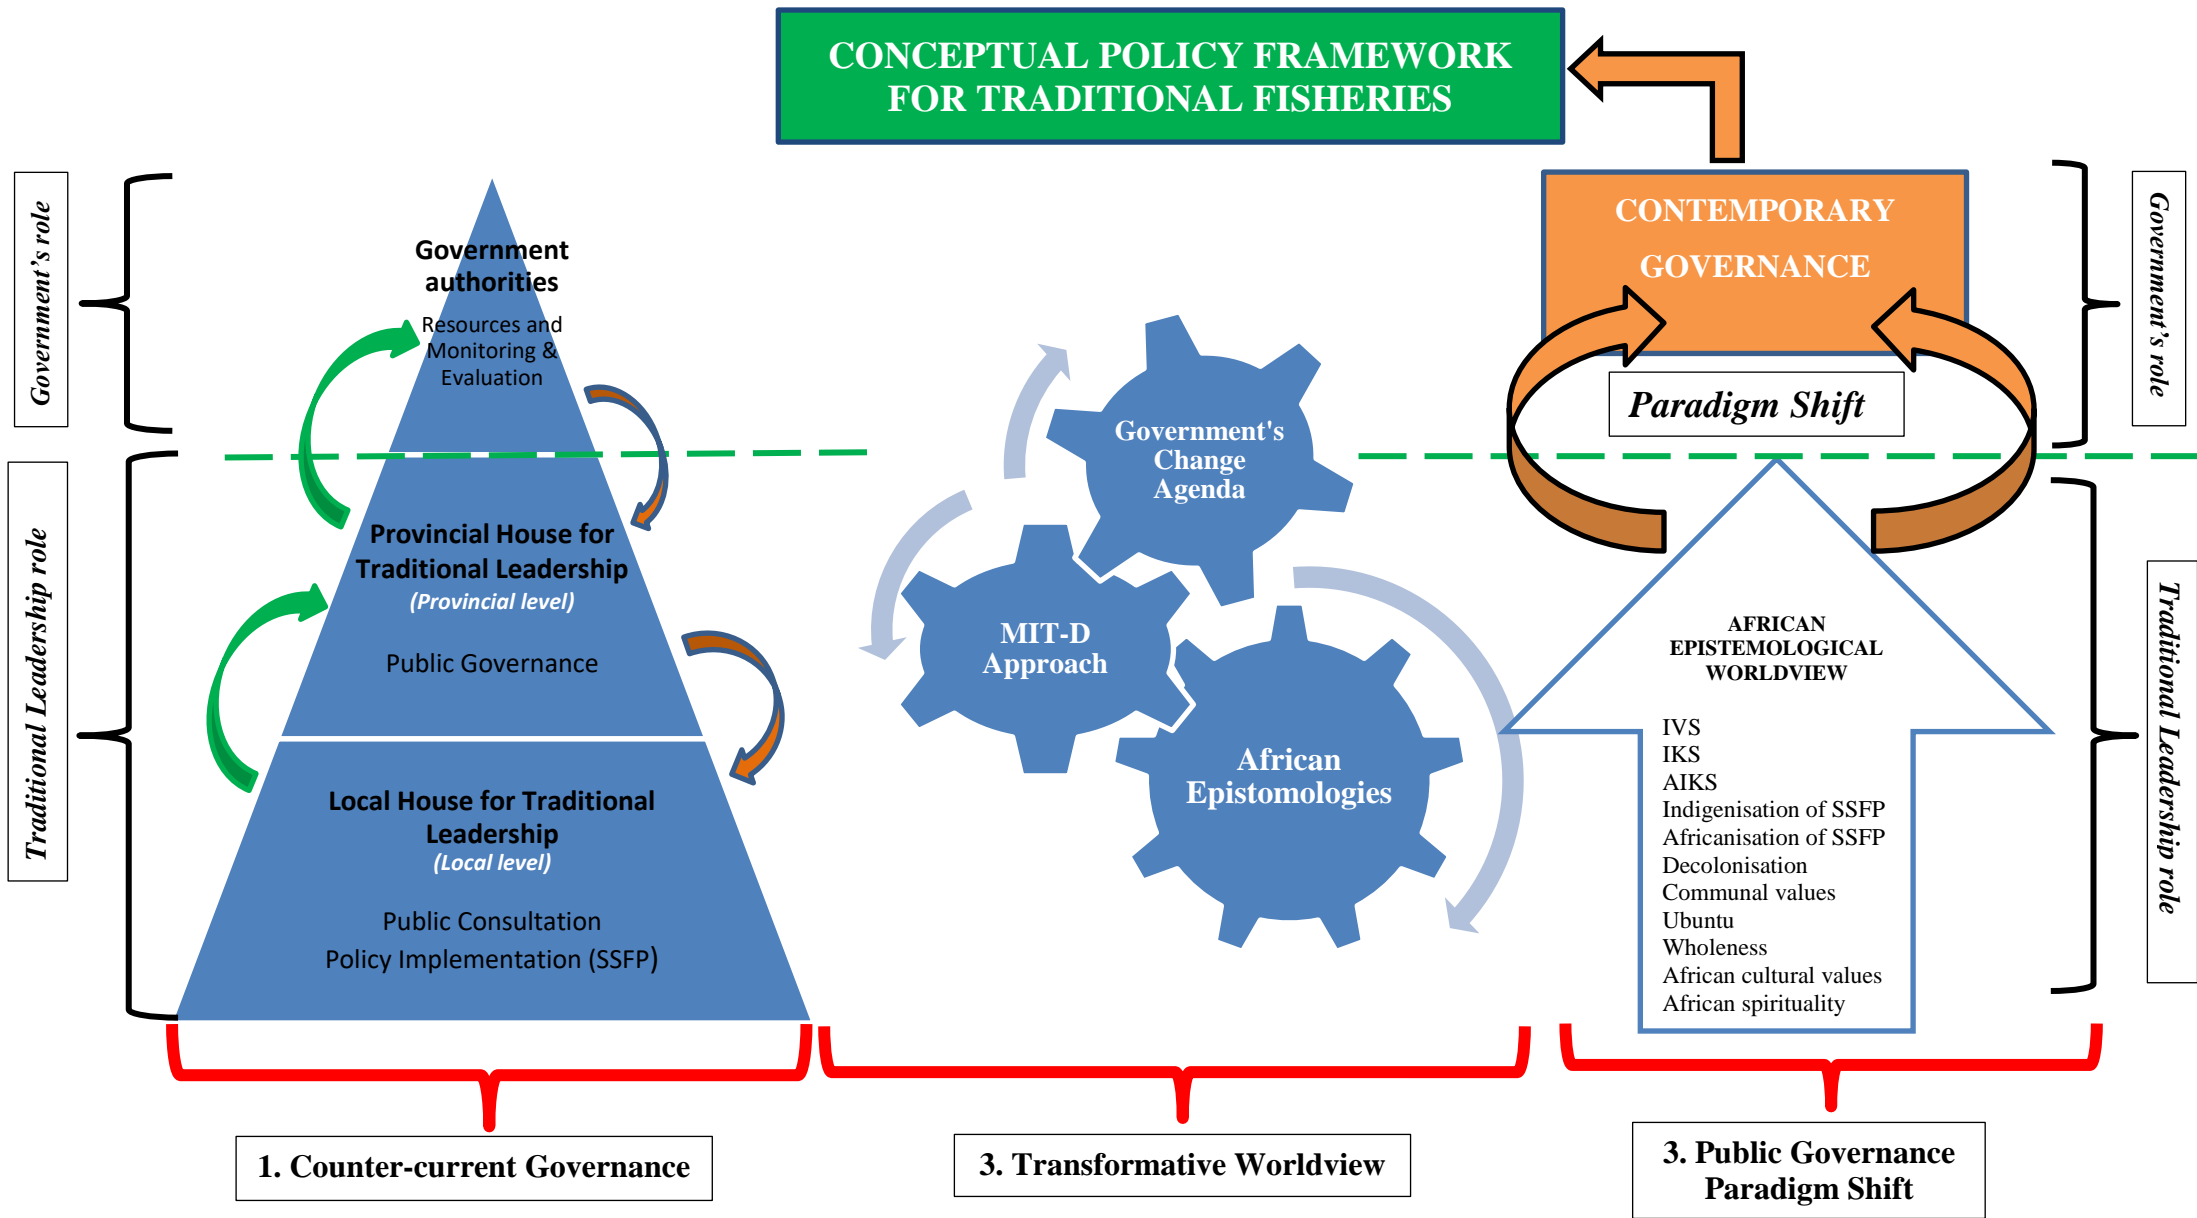 CONCEPTUAL POLICY FRAMEWORK
FOR TRADITIONAL FISHERIES
Government's role
Traditional Leadership role
Government
authorities
Resources and
Monitoring &
Evaluation
Provincial House for
Traditional Leadership
(Provincial level)
Public Governance
Local House for Traditional
Leadership
(Local level)
Public Consultation
Policy Implementation (SSFP)
Government's
Change
Agenda
MIT-D
Approach
African
Epistomologies
CONTEMPORARY
GOVERNANCE
Paradigm Shift
AFRICAN
EPISTEMOLOGICAL
WORLDVIEW
IVS
IKS
AIKS
Indigenisation of SSFP
Africanisation of SSFP
Decolonisation
Communal values
Ubuntu
Wholeness
African cultural values
African spirituality
Government's role
Traditional Leadership role
1. Counter-current Governance
3. Transformative Worldview
3. Public Governance
Paradigm Shift